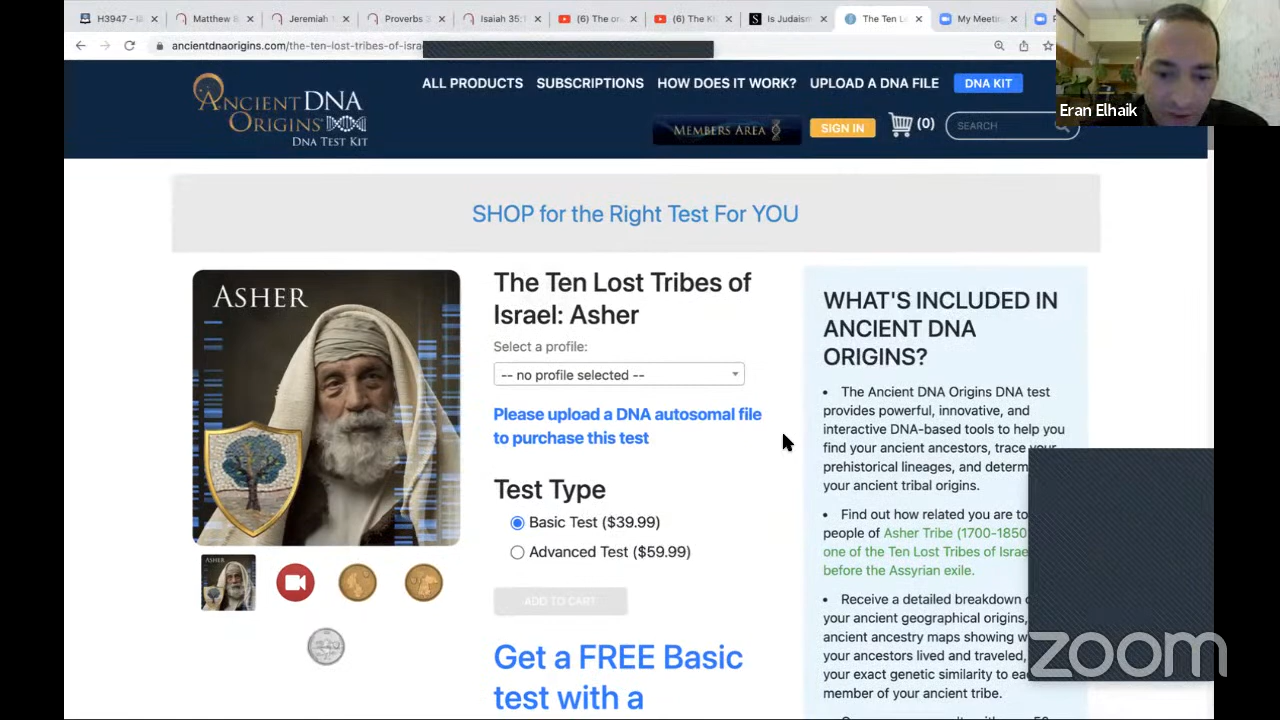 H3947 -
Matthew
Jeremiah 1
Proverbs
Isaiah 35:1
(6) The
(6) The
Is Judaism
The Ten
My Meeti
ancientdnaorigins.com/the-ten-lost-tribes-of-isra
Eran Elhaik
ANCIENT DNA
ORIGINS
DNA TEST KIT
ALL PRODUCTS SUBSCRIPTIONS HOW DOES IT WORK? UPLOAD A DNA FILE DNA KIT
MEMBERS AREA SIGN IN (0) SEARCH
SHOP for the Right Test For YOU
ASHER
The Ten Lost Tribes of
Israel: Asher
Select a profile:
-- no profile selected --
Please upload a DNA autosomal file
to purchase this test
Test Type
Basic Test ($39.99)
Advanced Test ($59.99)
ADD TO CART
Get a FREE Basic
test with a
ASHER
WHAT'S INCLUDED IN
ANCIENT DNA
ORIGINS?
• The Ancient DNA Origins DNA test
provides powerful, innovative, and
interactive DNA-based tools to help you
find your ancient ancestors, trace your
prehistorical lineages, and determ
your ancient tribal origins.
• Find out how related you are to
people of Asher Tribe (1700-1850
one of the Ten Lost Tribes of Israe
before the Assyrian exile.
• Receive a detailed breakdown
your ancient geographical origins,
ancient ancestry maps showing w
your ancestors lived and traveled,
your exact genetic similarity to ea
member of your ancient tribe.
zoom